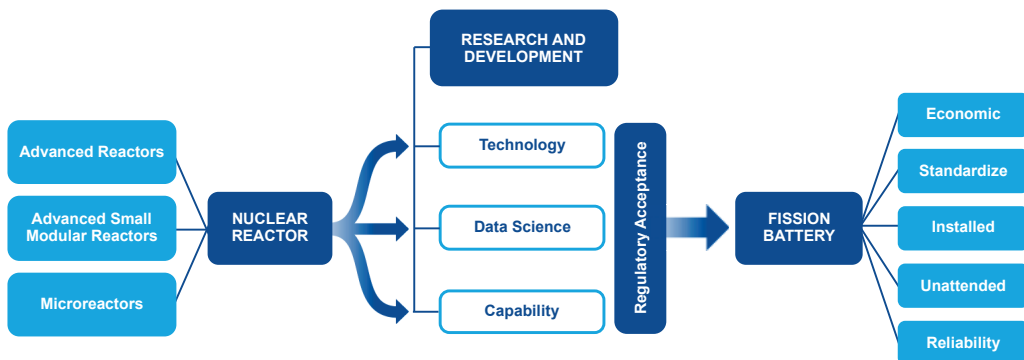 RESEARCH AND
DEVELOPMENT
Advanced Reactors
Advanced Small
Modular Reactors
Microreactors
NUCLEAR
REACTOR
Technology
Data Science
Capability
Regulatory Acceptance
FISSION
BATTERY
Economic
Standardize
Installed
Unattended
Reliability